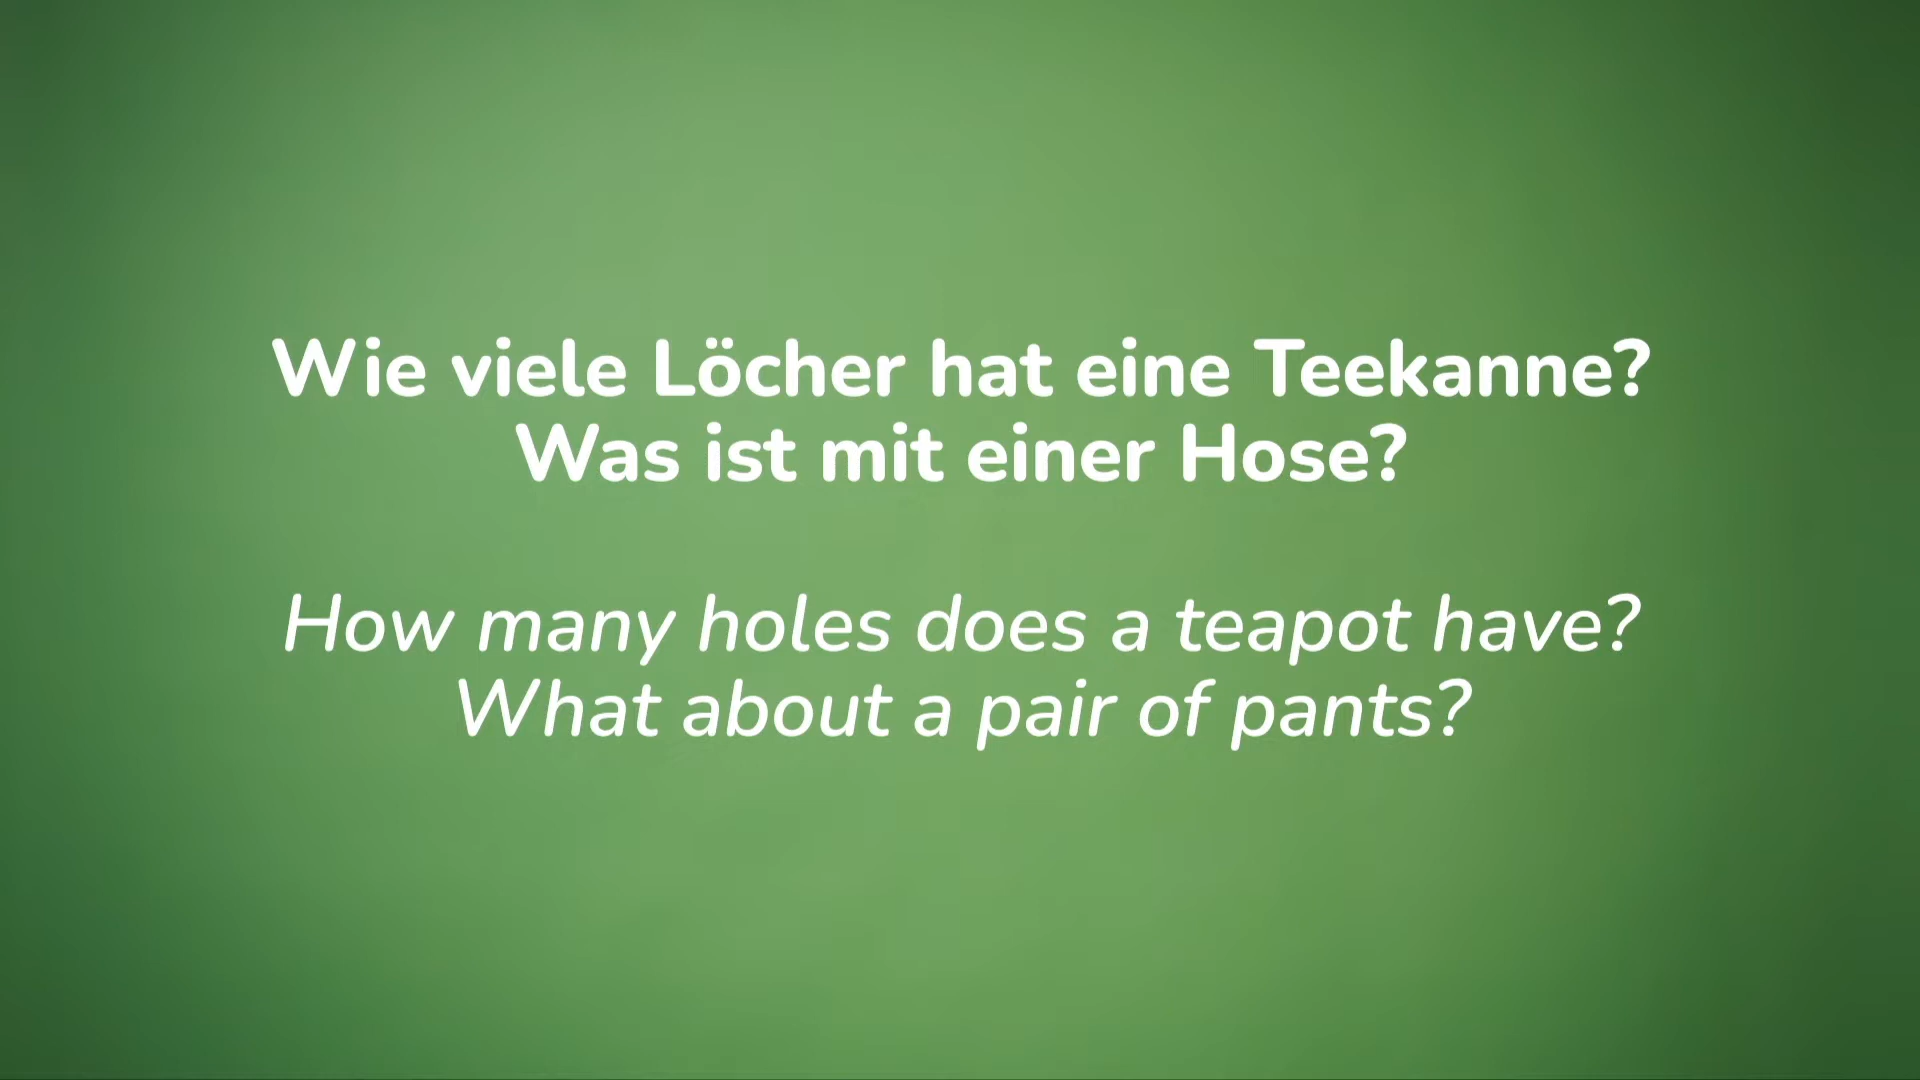 Wie viele Löcher hat eine Teekanne?
Was ist mit einer Hose?
How many holes does a teapot have?
What about a pair of pants?